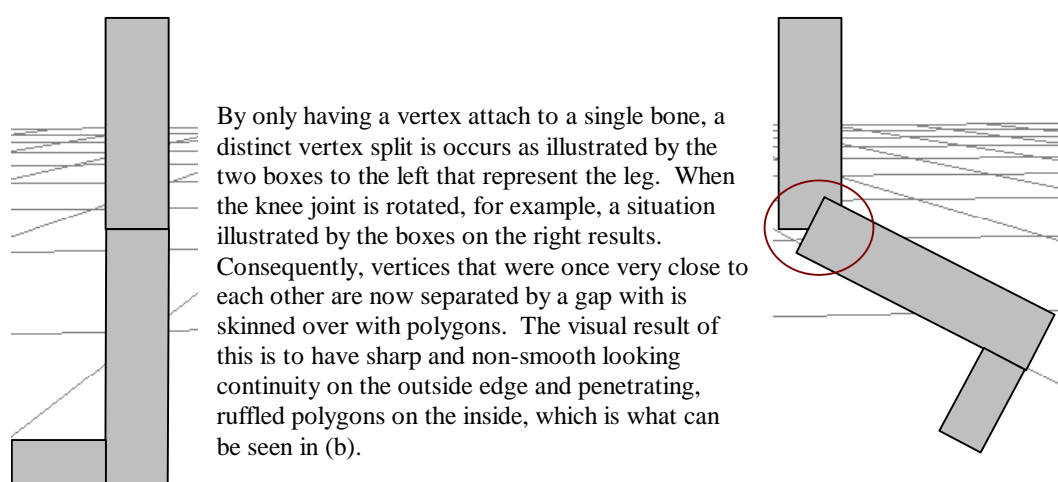 By only having a vertex attach to a single bone, a
distinct vertex split is occurs as illustrated by the
two boxes to the left that represent the leg.  When
the knee joint is rotated, for example, a situation
illustrated by the boxes on the right results.
Consequently, vertices that were once very close to
each other are now separated by a gap with is
skinned over with polygons.  The visual result of
this is to have sharp and non-smooth looking
continuity on the outside edge and penetrating,
ruffled polygons on the inside, which is what can
be seen in (b).